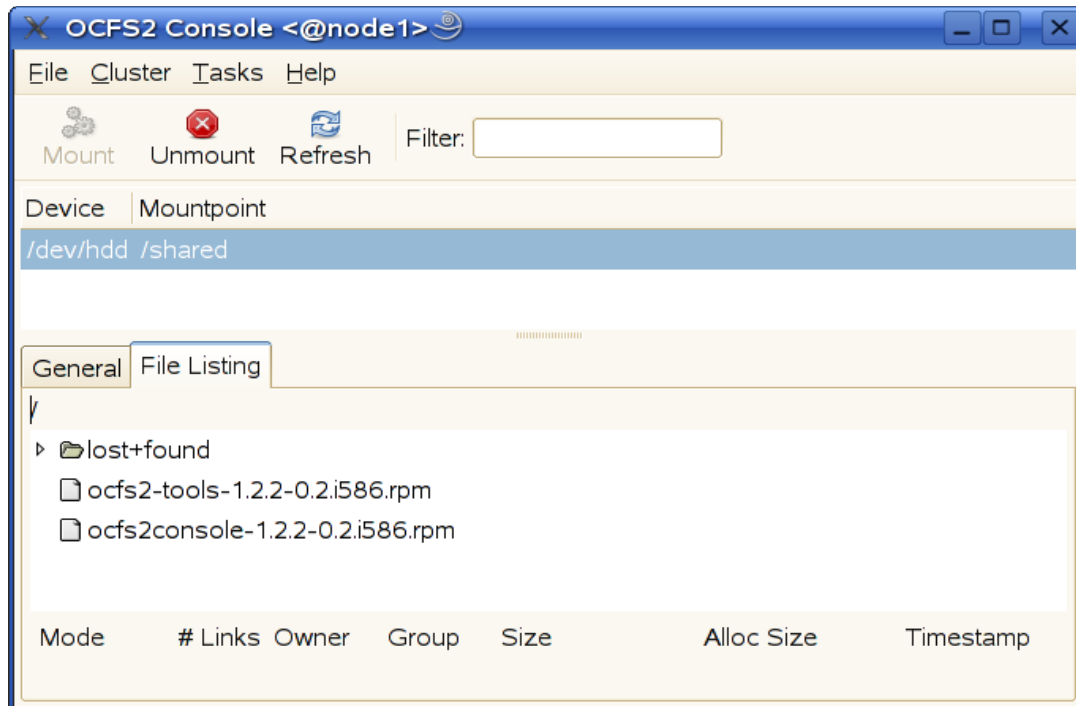 OCFS2 Console <@node1>
File Cluster Tasks Help
Mount Unmount Refresh Filter:
Device Mountpoint
/dev/hdd /shared
General File Listing
/
lost+found
ocfs2-tools-1.2.2-0.2.i586.rpm
ocfs2console-1.2.2-0.2.i586.rpm
Mode # Links Owner Group Size Alloc Size Timestamp